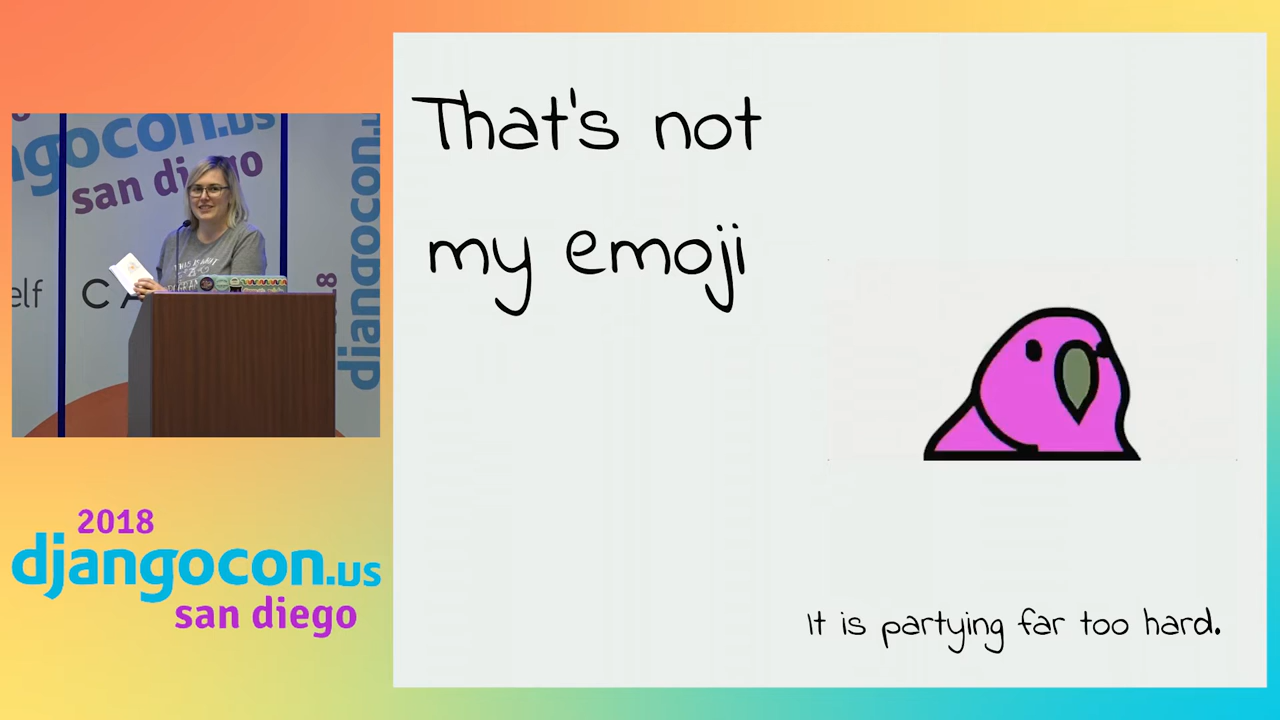 That's not
my emoji
It is partying far too hard.
djangocon.us
san diego
djangocon
elf
2018
djangocon.us
san diego